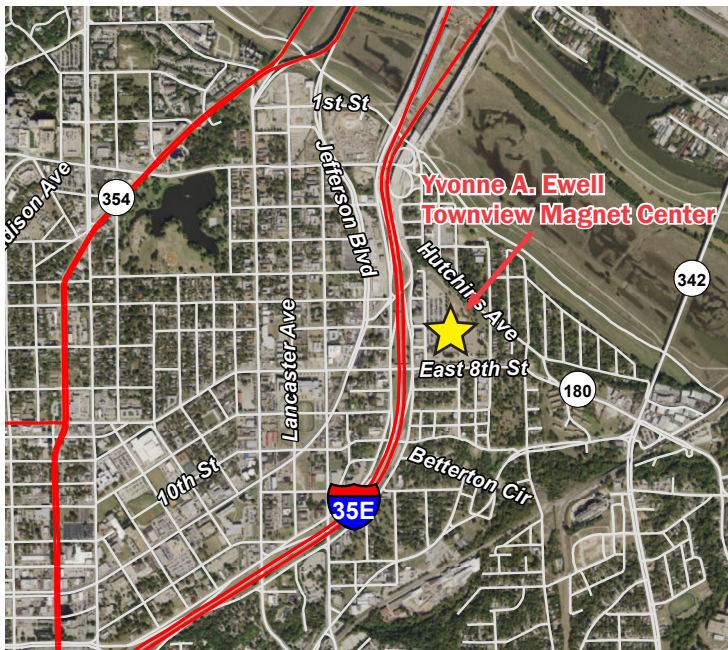 1st St
Jefferson Blvd
dison Ave
354
Yvonne A. Ewell
Townview Magnet Center
Hutchins Ave
342
Lancaster Ave
East 8th St
180
10th St
Betterton Cir
35E